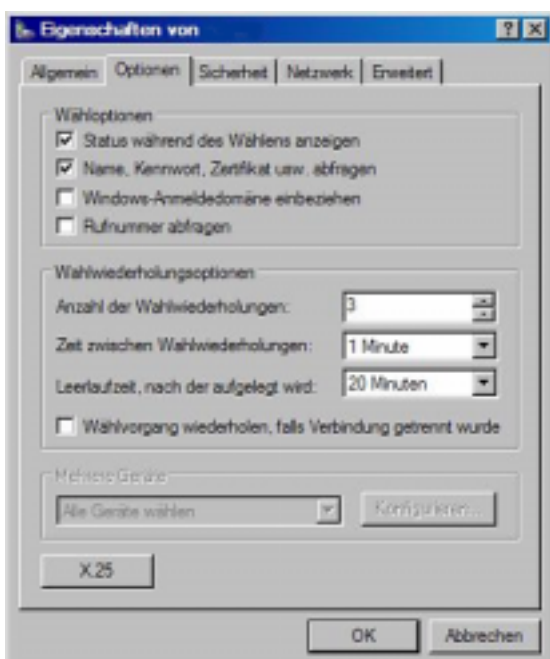 Eigenschaften von
Allgemein Optionen Sicherheit Netzwerk Erweitert
Wähloptionen
Status während des Wählens anzeigen
Name, Kennwort, Zertifikat usw. abfragen
Windows-Anmeldedomäne einbeziehen
Rufnummer abfragen
Wahlwiederholungsoptionen
Anzahl der Wahlwiederholungen: 3
Zeit zwischen Wahlwiederholungen: 1 Minute
Leerlaufzeit, nach der aufgelegt wird: 20 Minuten
Wählvorgang wiederholen, falls Verbindung getrennt wurde
Mehrere Geräte
Alle Geräte wählen Konfigurieren...
X.25
OK Abbrechen